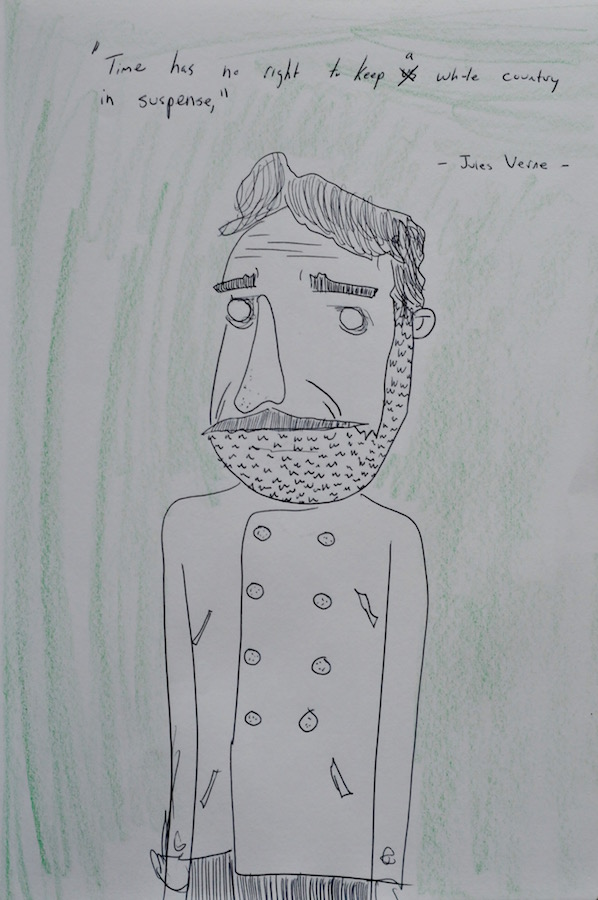 "Time has no right to keep a whole country
in suspense,"
- Jules Verne -